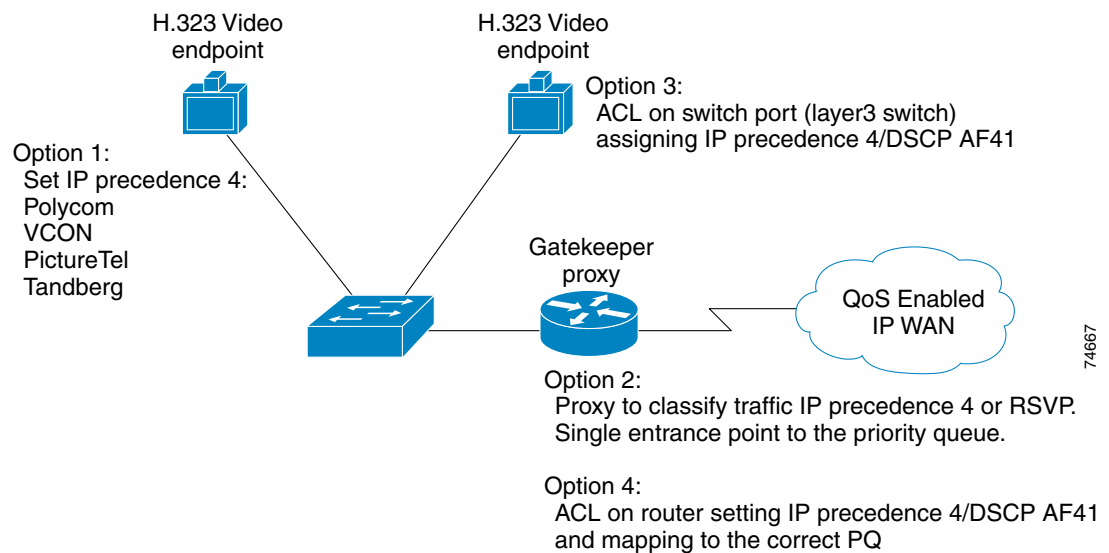 H.323 Video
endpoint
H.323 Video
endpoint
Option 3:
ACL on switch port (layer3 switch)
assigning IP precedence 4/DSCP AF41
Option 1:
Set IP precedence 4:
Polycom
VCON
PictureTel
Tandberg
Gatekeeper
proxy
QoS Enabled
IP WAN
74667
Option 2:
Proxy to classify traffic IP precedence 4 or RSVP.
Single entrance point to the priority queue.
Option 4:
ACL on router setting IP precedence 4/DSCP AF41
and mapping to the correct PQ